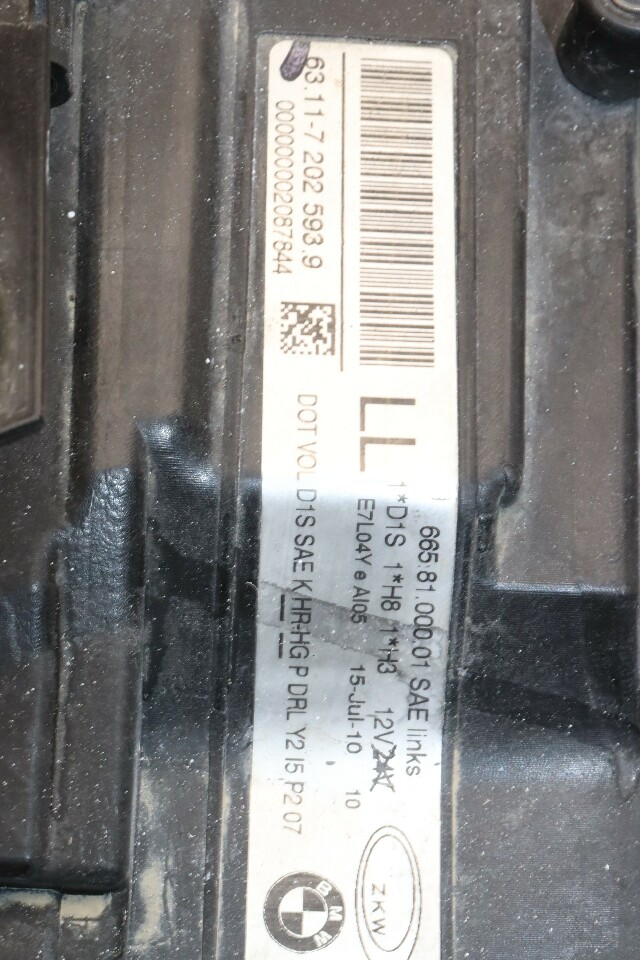 63.11-7 202 593.9
000000002087844
LL
665.81.000.01 SAE links
1*D1S 1*H8 1*H3 12V
E7L04Y e AI05 15-Jul-10 10
DOT VOL D1S SAE K HR-HG P DRL Y2 I5 P2 07
ZKW
BMW